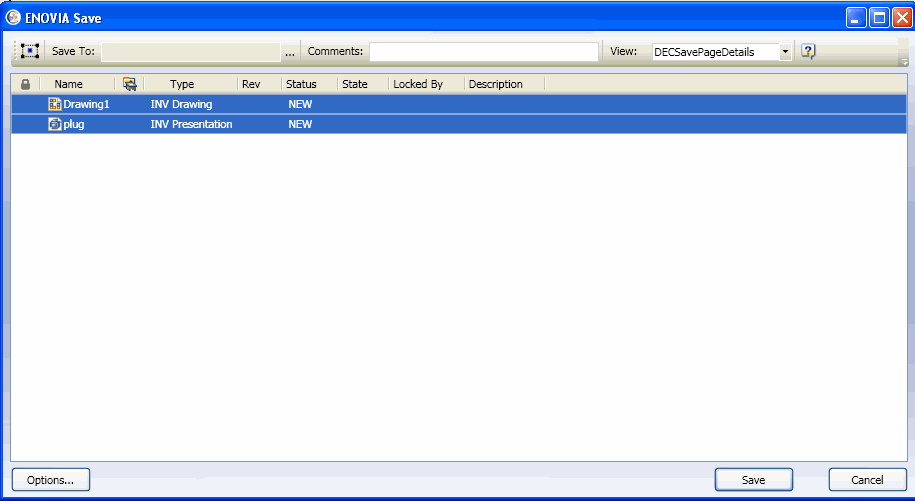 ENOVIA Save
Save To: ... Comments: View: DECSavePageDetails
Name Type Rev Status State Locked By Description
Drawing1 INV Drawing NEW
plug INV Presentation NEW
Options... Save Cancel